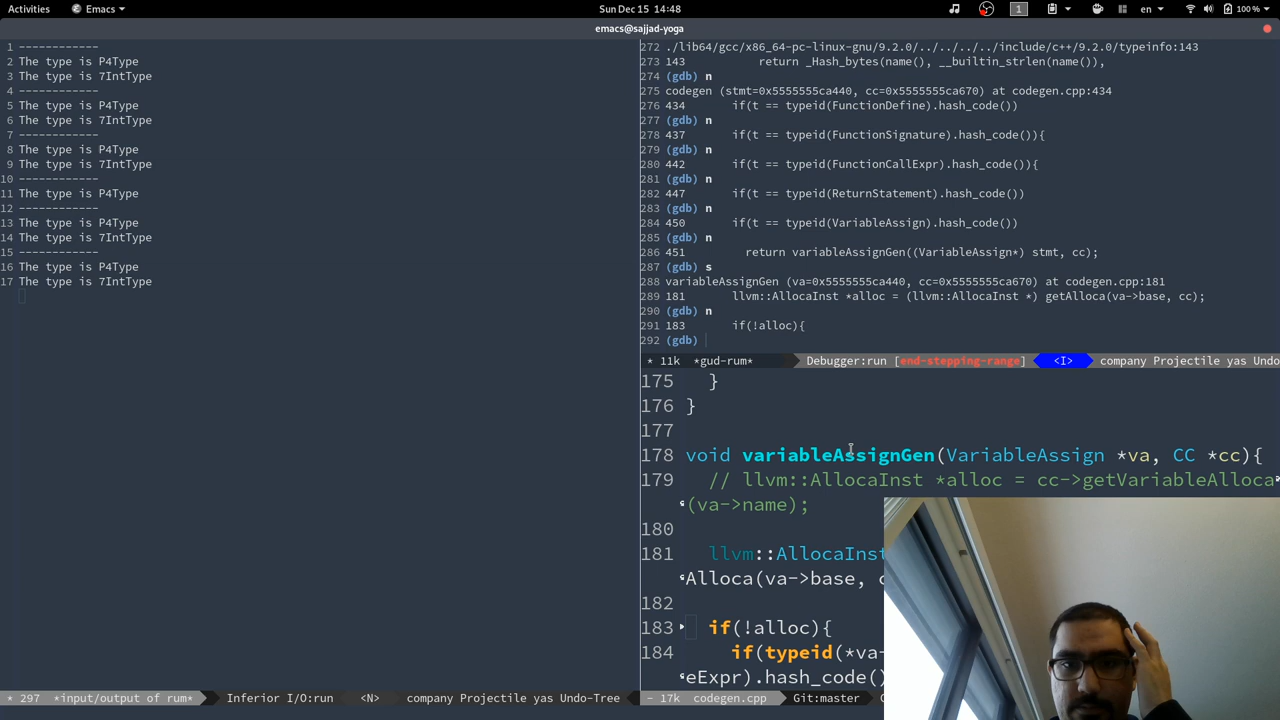 Activities Emacs Sun Dec 15 14:48 1 en 100 %
emacs@sajjad-yoga
1 ------------
2 The type is P4Type
3 The type is 7IntType
4 ------------
5 The type is P4Type
6 The type is 7IntType
7 ------------
8 The type is P4Type
9 The type is 7IntType
10 ------------
11 The type is P4Type
12 ------------
13 The type is P4Type
14 The type is 7IntType
15 ------------
16 The type is P4Type
17 The type is 7IntType
* 297 *input/output of rum* Inferior I/O:run <N> company Projectile yas Undo-Tree
272 ./lib64/gcc/x86_64-pc-linux-gnu/9.2.0/../../../../include/c++/9.2.0/typeinfo:143
273 143 return _Hash_bytes(name(), __builtin_strlen(name()),
274 (gdb) n
275 codegen (stmt=0x5555555ca440, cc=0x5555555ca670) at codegen.cpp:434
276 434 if(t == typeid(FunctionDefine).hash_code())
277 (gdb) n
278 437 if(t == typeid(FunctionSignature).hash_code()){
279 (gdb) n
280 442 if(t == typeid(FunctionCallExpr).hash_code()){
281 (gdb) n
282 447 if(t == typeid(ReturnStatement).hash_code())
283 (gdb) n
284 450 if(t == typeid(VariableAssign).hash_code())
285 (gdb) n
286 451 return variableAssignGen((VariableAssign*) stmt, cc);
287 (gdb) s
288 variableAssignGen (va=0x5555555ca440, cc=0x5555555ca670) at codegen.cpp:181
289 181 llvm::AllocaInst *alloc = (llvm::AllocaInst *) getAlloca(va->base, cc);
290 (gdb) n
291 183 if(!alloc){
292 (gdb)
* 11k *gud-rum* Debugger:run [end-stepping-range] <I> company Projectile yas Undo
175 }
176 }
177
178 void variableAssignGen(VariableAssign *va, CC *cc){
179 // llvm::AllocaInst *alloc = cc->getVariableAlloca
(va->name);
180
181 llvm::AllocaInst
Alloca(va->base, c
182
183 if(!alloc){
184 if(typeid(*va-
eExpr).hash_code()
- 17k codegen.cpp Git:master